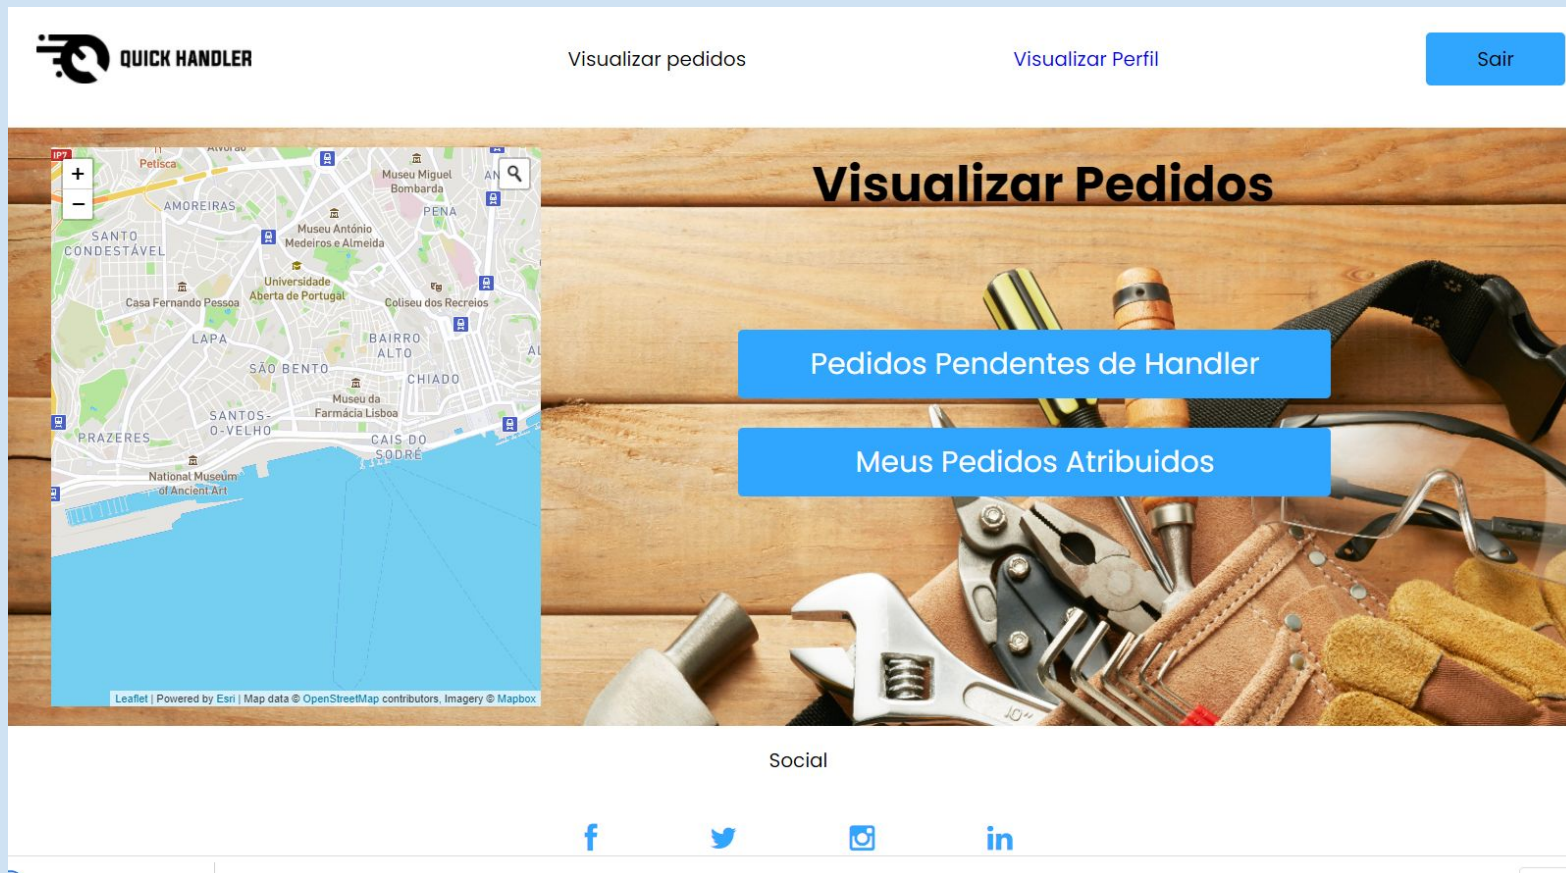 QUICK HANDLER
Visualizar pedidos
Visualizar Perfil
Sair
IP7
Petisca
+
−
Museu Miguel
Bombarda
AMOREIRAS
PENA
Museu António
Medeiros e Almeida
SANTO
CONDESTÁVEL
Universidade
Aberta de Portugal
Casa Fernando Pessoa
Coliseu dos Recreios
LAPA
BAIRRO
ALTO
SÃO BENTO
CHIADO
Museu da
Farmácia Lisboa
SANTOS-
O-VELHO
PRAZERES
CAIS DO
SODRÉ
National Museum
of Ancient Art
Leaflet | Powered by Esri | Map data © OpenStreetMap contributors, Imagery © Mapbox
Visualizar Pedidos
Pedidos Pendentes de Handler
Meus Pedidos Atribuidos
10"
Social
f
in